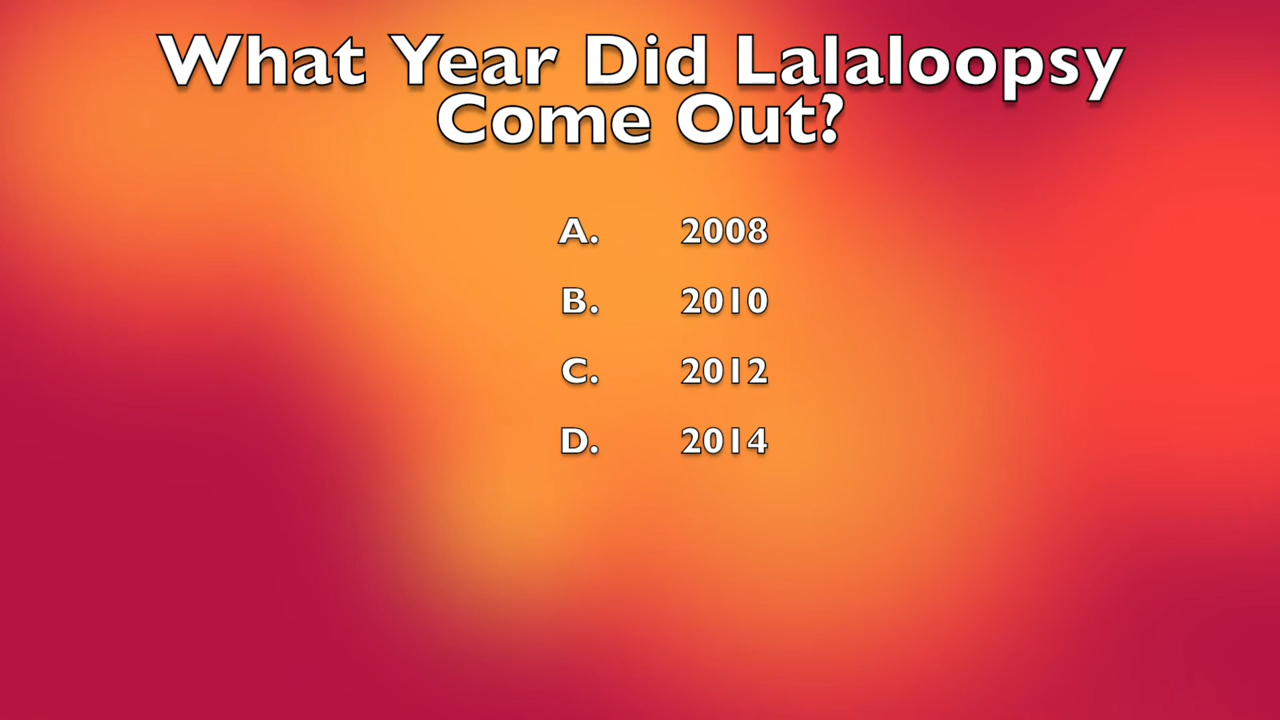 What Year Did Lalaloopsy
Come Out?
A. 2008
B. 2010
C. 2012
D. 2014